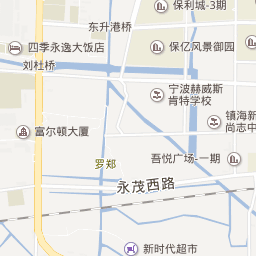 保利城-3期
东升港桥
四季永逸大饭店
保亿风景御园
刘杜桥
宁波赫威斯
肯特学校
镇海新
尚志中
富尔顿大厦
罗郑
吾悦广场-一期
永茂西路
新时代超市